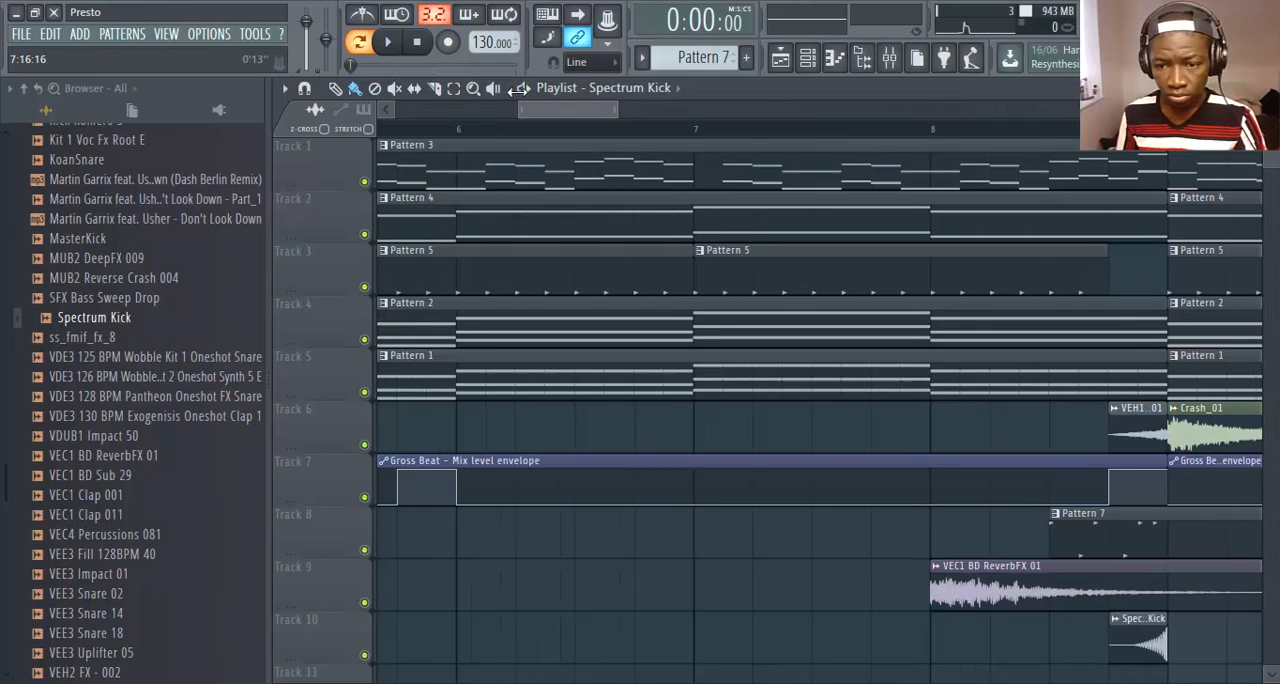 Presto
FILE EDIT ADD PATTERNS VIEW OPTIONS TOOLS ?
7:16:16 0'13"
3.2.
130.000
Line
0:00:00
M:S:CS
Pattern 7
3
943 MB
0
16/06 Har
Resynthes
Browser - All
Playlist - Spectrum Kick
Z-CROSS STRETCH
6 7 8
Kit 1 Voc Fx Root E
KoanSnare
Martin Garrix feat. Us..wn (Dash Berlin Remix)
Martin Garrix feat. Ush..'t Look Down - Part_1
Martin Garrix feat. Usher - Don't Look Down
MasterKick
MUB2 DeepFX 009
MUB2 Reverse Crash 004
SFX Bass Sweep Drop
Spectrum Kick
ss_fmif_fx_8
VDE3 125 BPM Wobble Kit 1 Oneshot Snare
VDE3 126 BPM Wobble..t 2 Oneshot Synth 5 E
VDE3 128 BPM Pantheon Oneshot FX Snare
VDE3 130 BPM Exogenisis Oneshot Clap 1
VDUB1 Impact 50
VEC1 BD ReverbFX 01
VEC1 BD Sub 29
VEC1 Clap 001
VEC1 Clap 011
VEC4 Percussions 081
VEE3 Fill 128BPM 40
VEE3 Impact 01
VEE3 Snare 02
VEE3 Snare 14
VEE3 Snare 18
VEE3 Uplifter 05
VEH2 FX - 002
Track 1 Pattern 3
Track 2 Pattern 4 Pattern 4
Track 3 Pattern 5 Pattern 5 Pattern 5
Track 4 Pattern 2 Pattern 2
Track 5 Pattern 1 Pattern 1
Track 6 VEH1..01 Crash_01
Track 7 Gross Beat - Mix level envelope Gross Be..envelope
Track 8 Pattern 7
Track 9 VEC1 BD ReverbFX 01
Track 10 Spec..Kick
Track 11